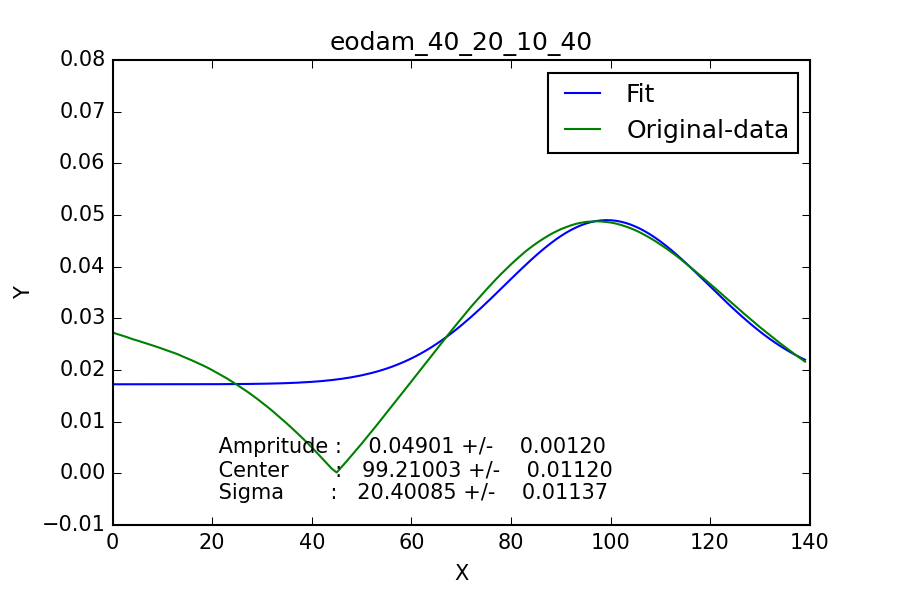 eodam_40_20_10_40
0.08
0.07
0.06
0.05
0.04
0.03
0.02
0.01
0.00
−0.01
Y
Fit
Original-data
Ampritude : 0.04901 +/- 0.00120
Center : 99.21003 +/- 0.01120
Sigma : 20.40085 +/- 0.01137
0 20 40 60 80 100 120 140
X